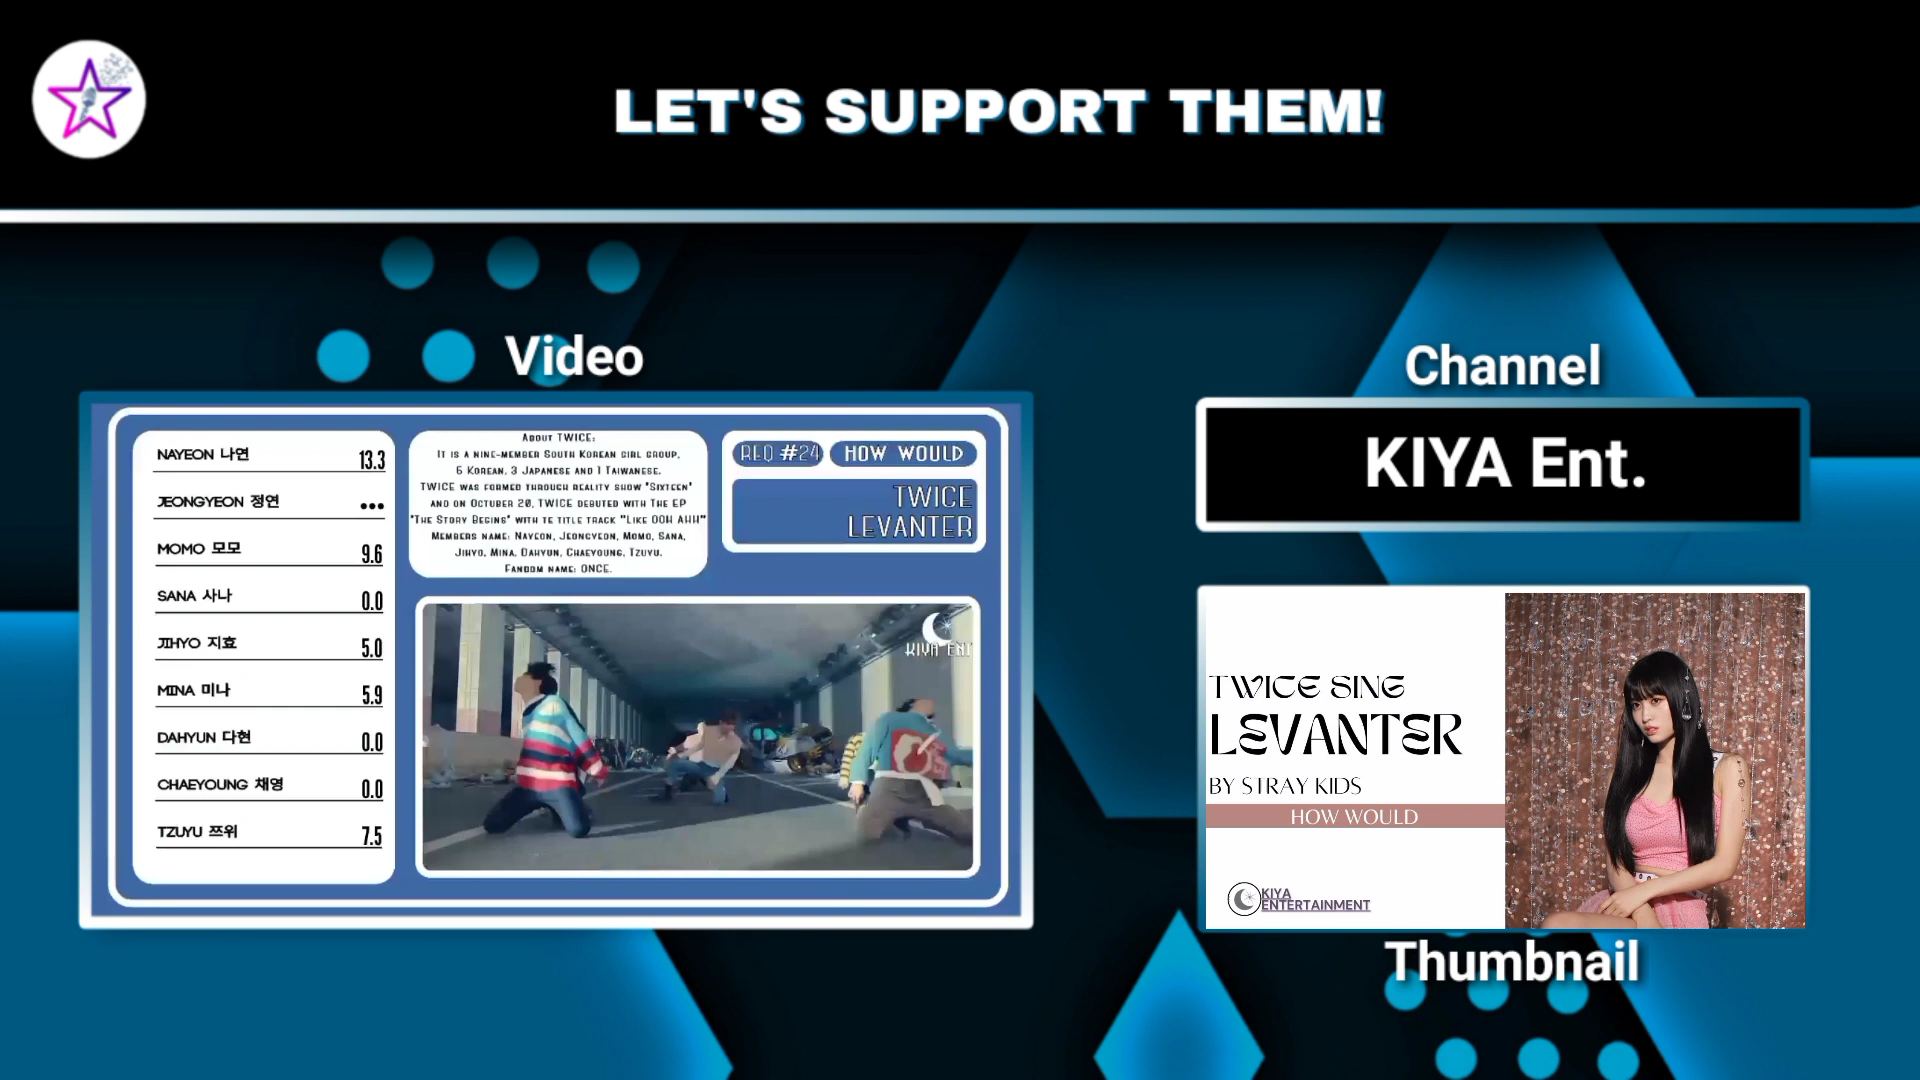 LET'S SUPPORT THEM!
Video
NAYEON 나연 13.3
JEONGYEON 정연 •••
MOMO 모모 9.6
SANA 사나 0.0
JIHYO 지효 5.0
MINA 미나 5.9
DAHYUN 다현 0.0
CHAEYOUNG 채영 0.0
TZUYU 쯔위 7.5
About TWICE:
It is a nine-member South Korean girl group,
6 Korean, 3 Japanese and 1 Taiwanese.
TWICE was formed through reality show "Sixteen"
and on October 20, TWICE debuted with The EP
"The Story Begins" with te title track "Like OOH AHH"
Members name: Nayeon, Jeongyeon, Momo, Sana,
Jihyo, Mina, Dahyun, Chaeyoung, Tzuyu.
Fandom name: ONCE.
REQ #24 HOW WOULD
TWICE
LEVANTER
KIYA ENT
Channel
KIYA Ent.
TWICE SING
LEVANTER
BY STRAY KIDS
HOW WOULD
KIYA
ENTERTAINMENT
Thumbnail